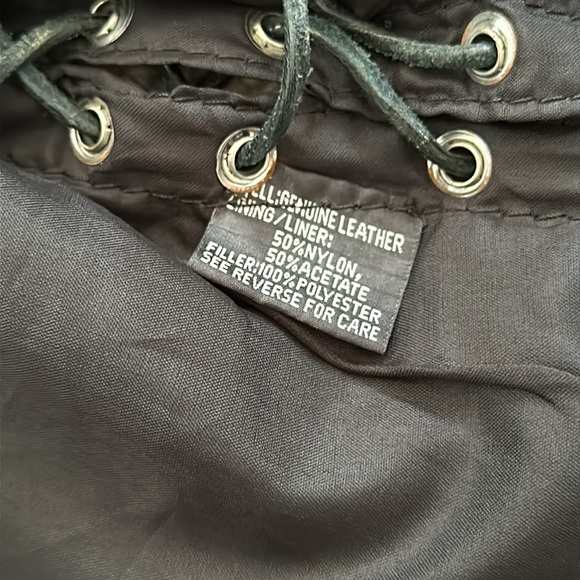 SHELL:GENUINE LEATHER
LINING/LINER:
50%NYLON,
50%ACETATE
FILLER:100%POLYESTER
SEE REVERSE FOR CARE